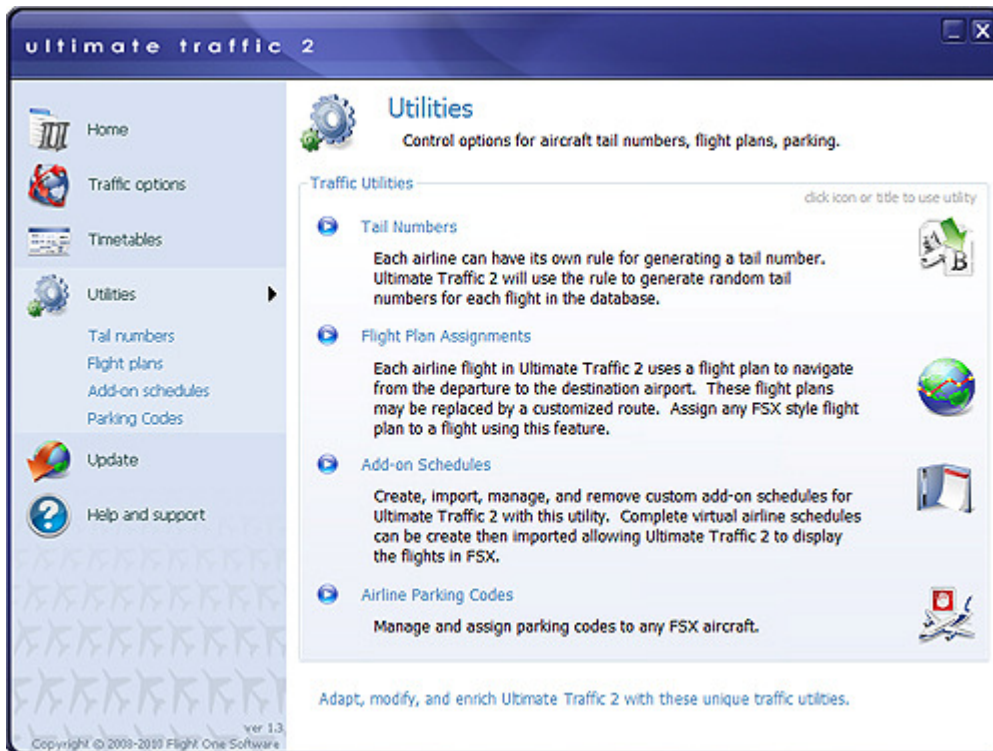 ultimate traffic 2
Home
Traffic options
Timetables
Utilities
Tail numbers
Flight plans
Add-on schedules
Parking Codes
Update
Help and support
ver 1.3
Copyright © 2008-2010 Flight One Software
Utilities
Control options for aircraft tail numbers, flight plans, parking.
Traffic Utilities
click icon or title to use utility
Tail Numbers
Each airline can have its own rule for generating a tail number.
Ultimate Traffic 2 will use the rule to generate random tail
numbers for each flight in the database.
Flight Plan Assignments
Each airline flight in Ultimate Traffic 2 uses a flight plan to navigate
from the departure to the destination airport. These flight plans
may be replaced by a customized route. Assign any FSX style flight
plan to a flight using this feature.
Add-on Schedules
Create, import, manage, and remove custom add-on schedules for
Ultimate Traffic 2 with this utility. Complete virtual airline schedules
can be create then imported allowing Ultimate Traffic 2 to display
the flights in FSX.
Airline Parking Codes
Manage and assign parking codes to any FSX aircraft.
Adapt, modify, and enrich Ultimate Traffic 2 with these unique traffic utilities.